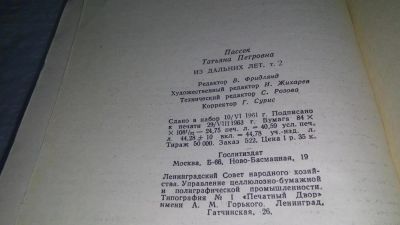 Пассек
Татьяна Петровна
ИЗ ДАЛЬНИХ ЛЕТ, т. 2
Редактор В. Фридланд
Художественный редактор И. Жихарев
Технический редактор С. Розова
Корректор Г. Сурис
Сдано в набор 10/VI 1961 г. Подписано
к печати 29/VIII 1963 г. Бумага 84 ×
× 108¹/₃₂ — 24,75 печ. л. = 40,59 усл. печ.
л. 44,28 + 10 вкл. = 44,78 уч.-изд. л.
Тираж 50 000. Заказ 522. Цена 1 р. 35 к.
Гослитиздат
Москва, Б-66, Ново-Басманная, 19
Ленинградский Совет народного хозяй-
ства. Управление целлюлозно-бумажной
и полиграфической промышленности.
Типография № 1 «Печатный Двор»
имени А. М. Горького. Ленинград,
Гатчинская, 26.